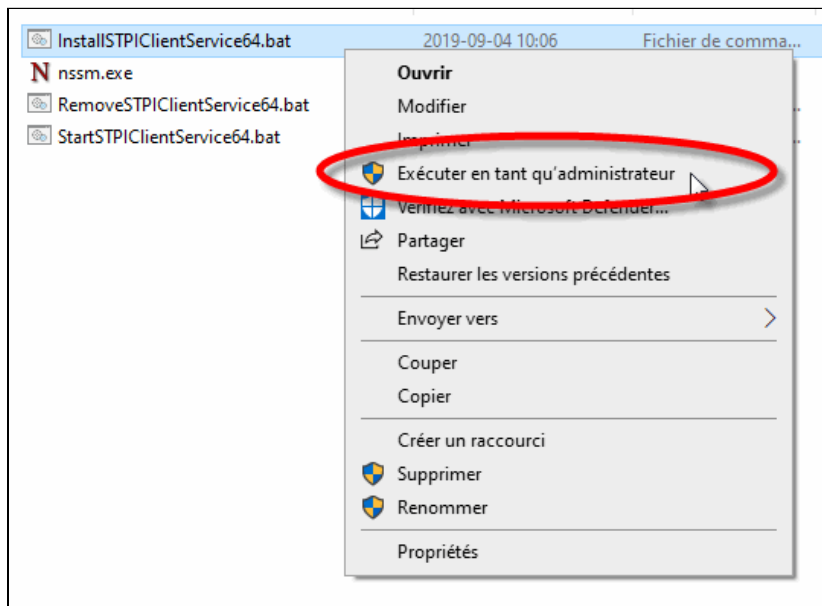 InstallSTPIClientService64.bat 2019-09-04 10:06 Fichier de comma...
nssm.exe
RemoveSTPIClientService64.bat
StartSTPIClientService64.bat
Ouvrir
Modifier
Imprimer
Exécuter en tant qu'administrateur
Vérifiez avec Microsoft Defender...
Partager
Restaurer les versions précédentes
Envoyer vers
Couper
Copier
Créer un raccourci
Supprimer
Renommer
Propriétés